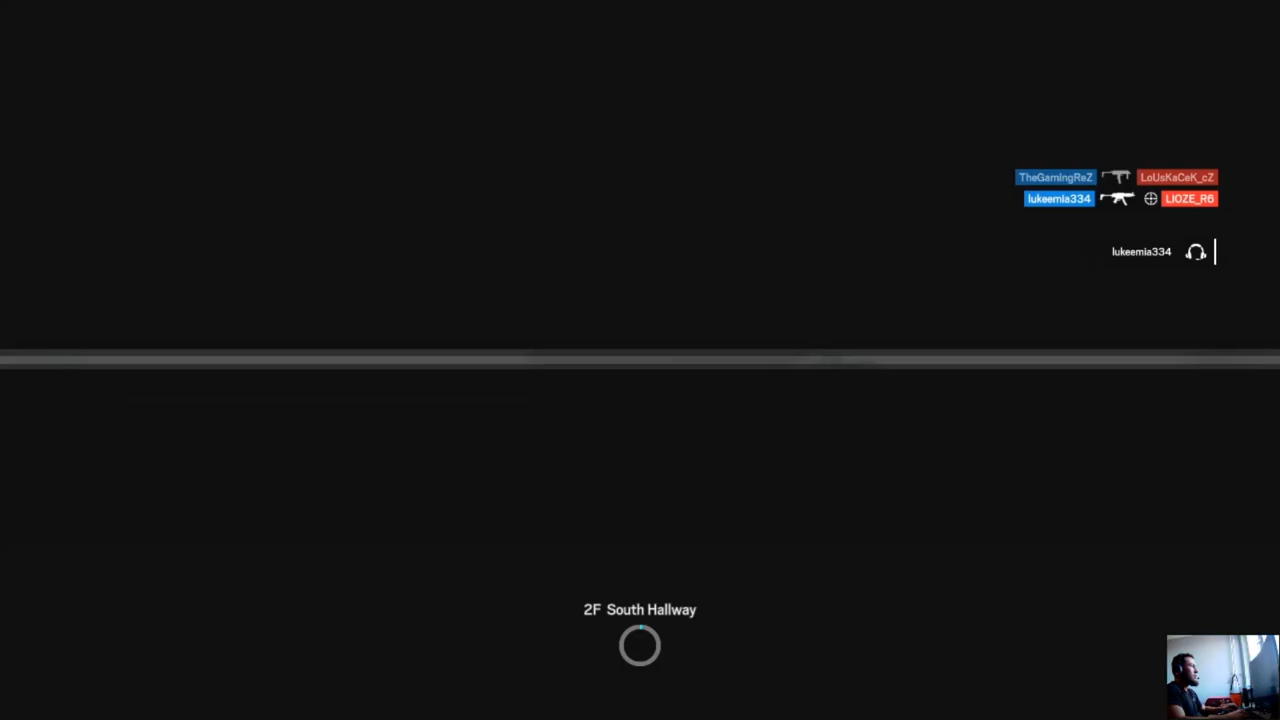 TheGamingReZ LoUsKaCeK_cZ
lukeemia334 LIOZE_R6
lukeemia334
2F South Hallway